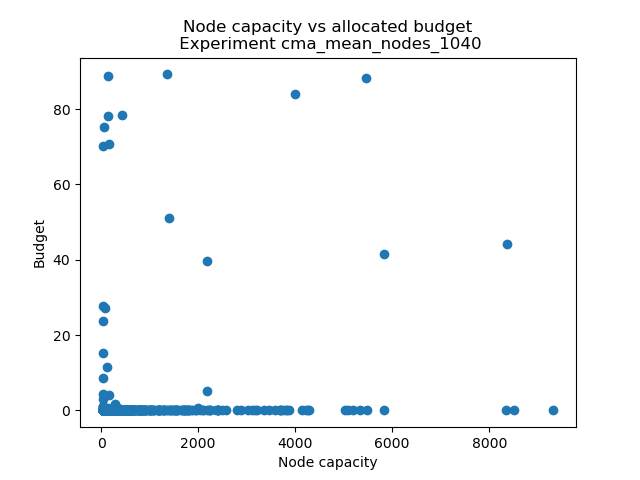 Node capacity vs allocated budget
Experiment cma_mean_nodes_1040
80
60
40
20
0
Budget
0 2000 4000 6000 8000
Node capacity